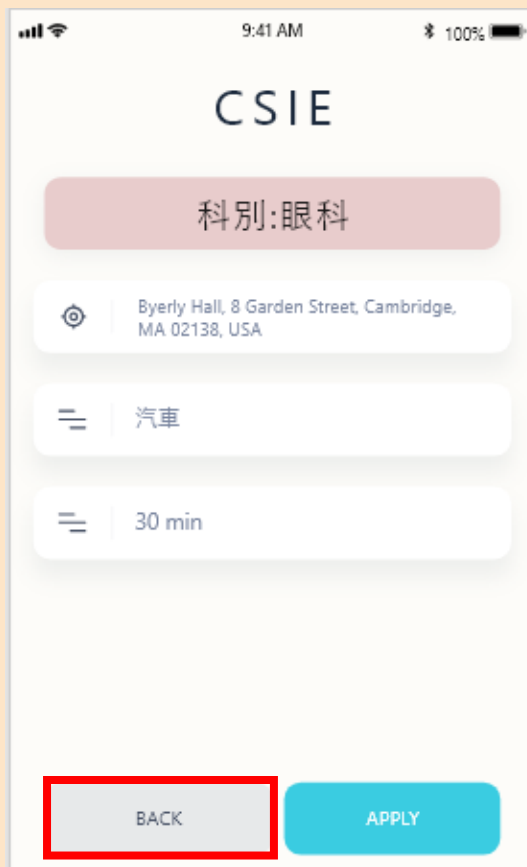 9:41 AM
100%
CSIE
科別:眼科
Byerly Hall, 8 Garden Street, Cambridge,
MA 02138, USA
汽車
30 min
BACK
APPLY